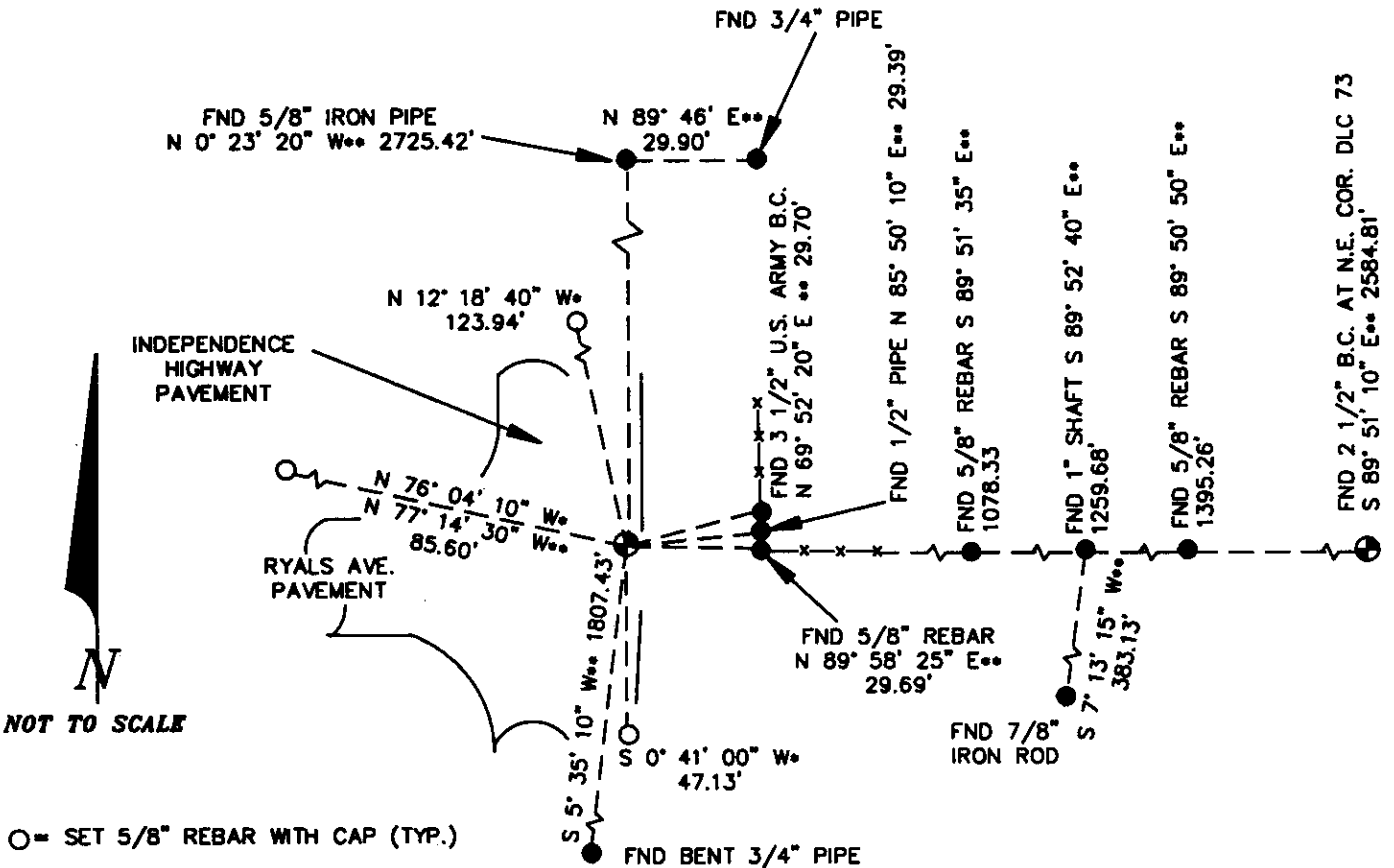 FND 3/4" PIPE
FND 5/8" IRON PIPE
N 0° 23' 20" W** 2725.42'
N 89° 46' E**
29.90'
N 12° 18' 40" W*
123.94'
INDEPENDENCE
HIGHWAY
PAVEMENT
FND 3 1/2" U.S. ARMY B.C.
N 69° 52' 20" E ** 29.70'
FND 1/2" PIPE N 85° 50' 10" E** 29.39'
FND 5/8" REBAR S 89° 51' 35" E**
1078.33
FND 1" SHAFT S 89° 52' 40" E**
1259.68'
FND 5/8" REBAR S 89° 50' 50" E**
1395.26'
FND 2 1/2" B.C. AT N.E. COR. DLC 73
S 89° 51' 10" E** 2584.81'
N 76° 04' 10" W*
N 77° 14' 30" W**
85.60'
RYALS AVE.
PAVEMENT
FND 5/8" REBAR
N 89° 58' 25" E**
29.69'
S 7° 13' 15" W**
383.13'
FND 7/8"
IRON ROD
N
NOT TO SCALE
S 5° 35' 10" W** 1807.43'
S 0° 41' 00" W*
47.13'
O= SET 5/8" REBAR WITH CAP (TYP.)
FND BENT 3/4" PIPE